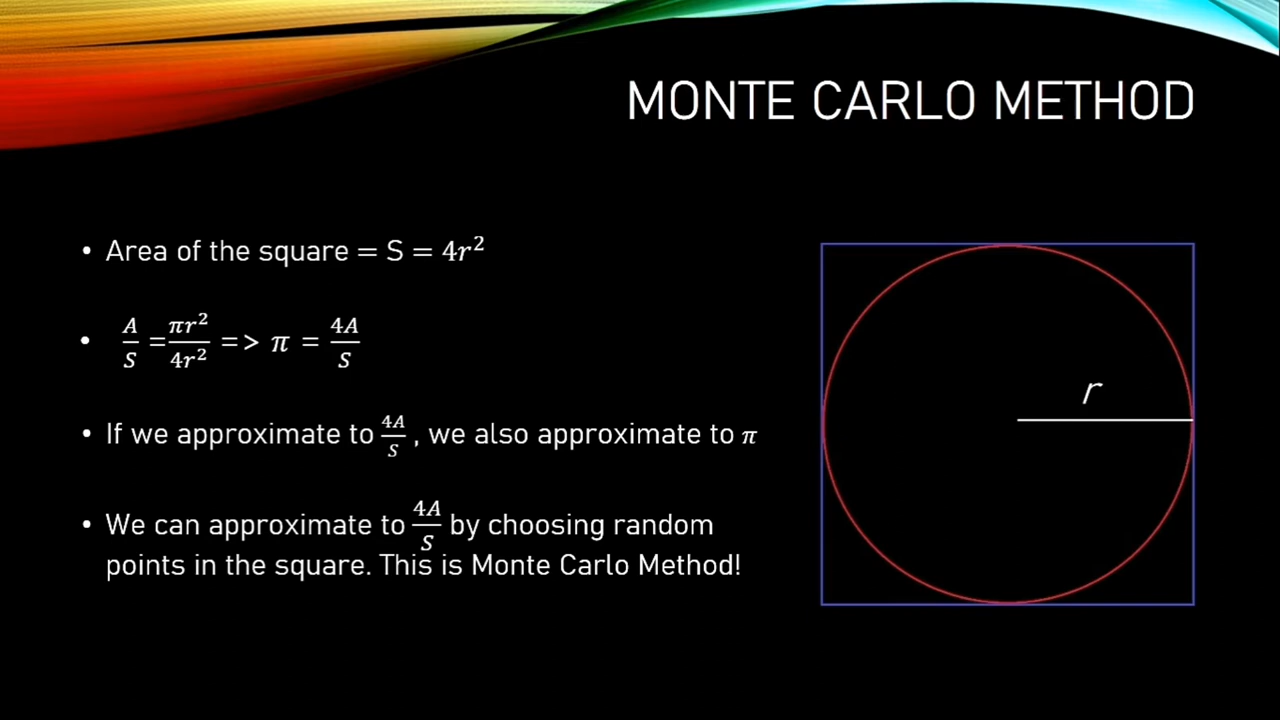 MONTE CARLO METHOD
• Area of the square = S = 4r²
• A/S = πr²/4r² => π = 4A/S
• If we approximate to 4A/S , we also approximate to π
• We can approximate to 4A/S by choosing random
points in the square. This is Monte Carlo Method!
r